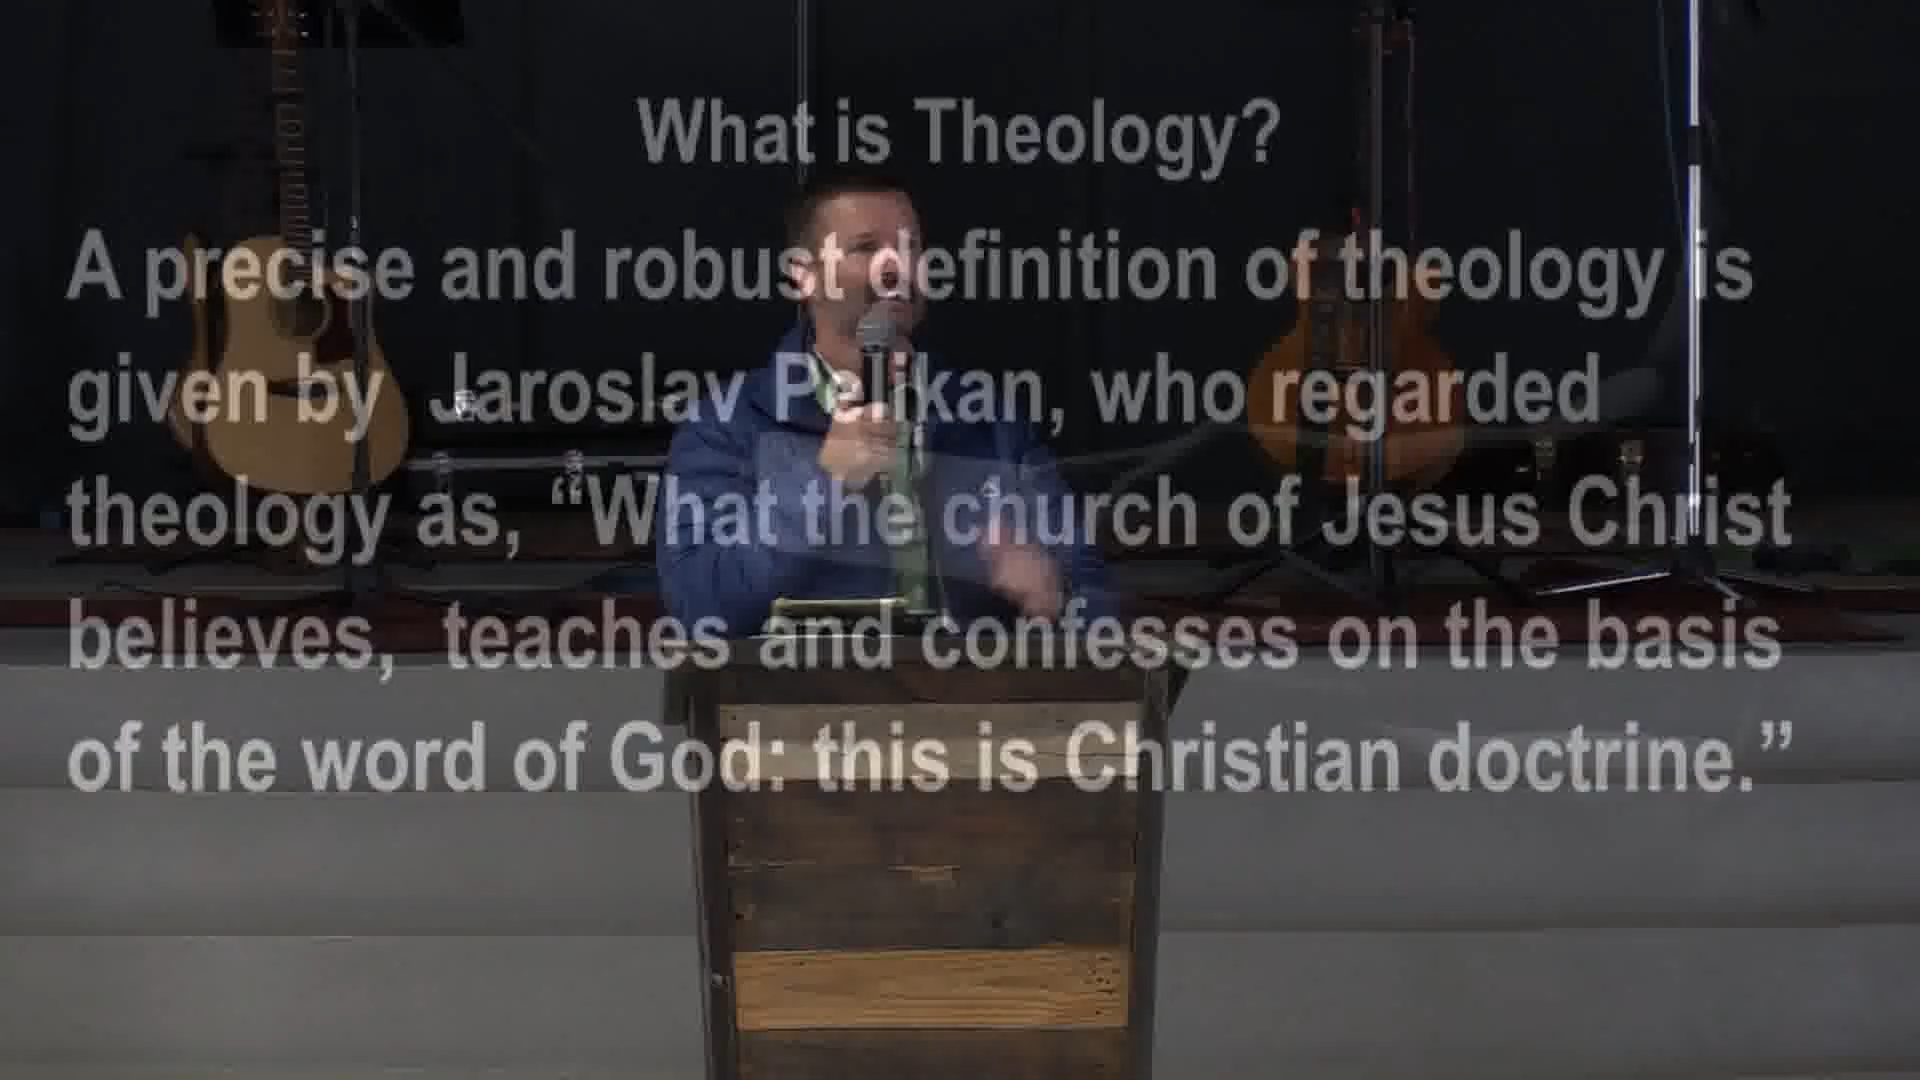 What is Theology?
A precise and robust definition of theology is
given by Jaroslav Pelikan, who regarded
theology as, “What the church of Jesus Christ
believes, teaches and confesses on the basis
of the word of God: this is Christian doctrine.”